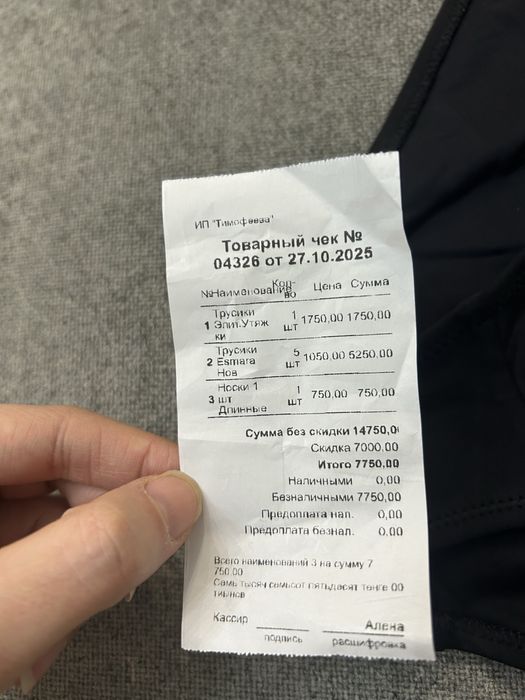 ИП "Тимофеева"
Товарный чек №
04326 от 27.10.2025
№ Наименование Кол-во Цена Сумма
Трусики
1 Элит.Утяж 1 шт 1750,00 1750,00
ки
Трусики
2 Esmara 5 шт 1050,00 5250,00
Нов
Носки 1
3 шт 1 шт 750,00 750,00
Длинные
Сумма без скидки 14750,00
Скидка 7000.00
Итого 7750,00
Наличными 0,00
Безналичными 7750,00
Предоплата нал. 0,00
Предоплата безнал. 0,00
Всего наименований 3 на сумму 7
750.00
Семь тысяч семьсот пятьдесят тенге 00
тиынов
Кассир Алена
подпись расшифровка